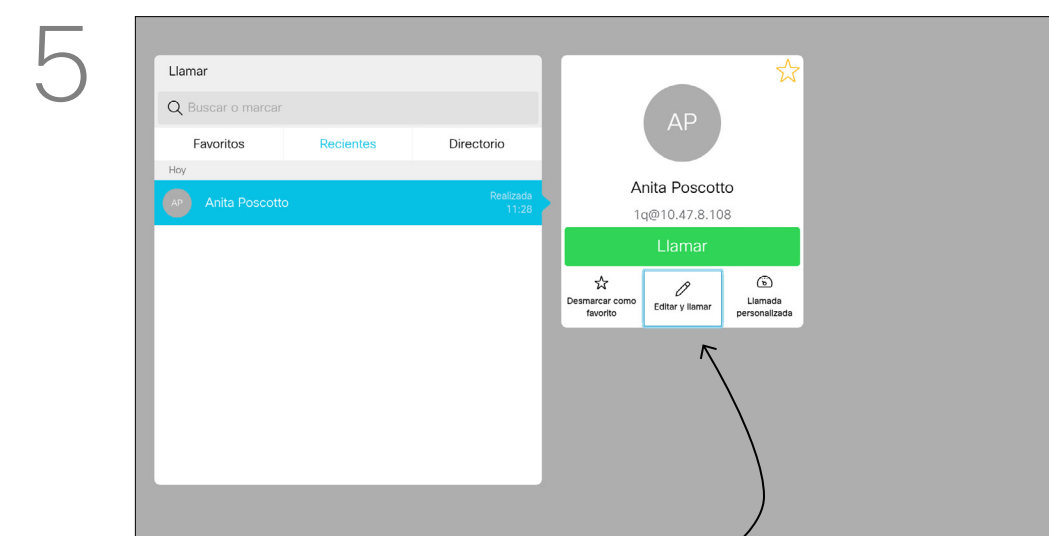 5
Llamar
Buscar o marcar
Favoritos Recientes Directorio
Hoy
AP Anita Poscotto Realizada
11:28
AP
Anita Poscotto
1q@10.47.8.108
Llamar
Desmarcar como
favorito
Editar y llamar
Llamada
personalizada